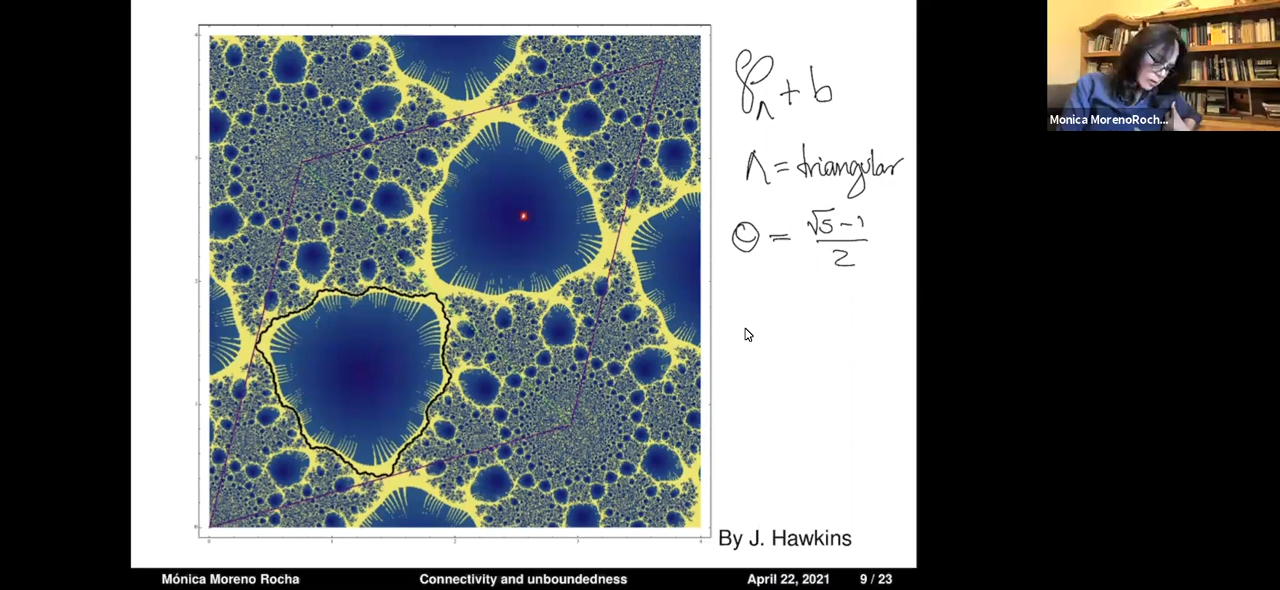 ℘_Λ + b
Λ = triangular
Θ = (√5 - 1)/2
By J. Hawkins
Mónica Moreno Rocha Connectivity and unboundedness April 22, 2021 9 / 23
Monica MorenoRoch...